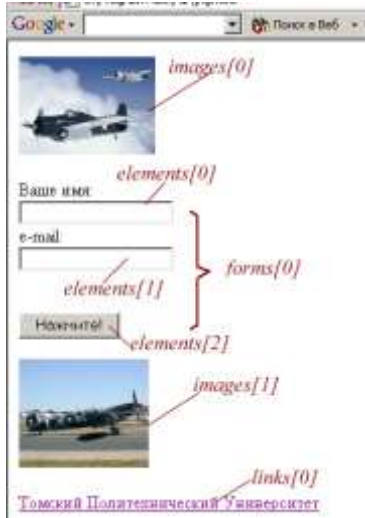 Google
Поиск в Веб
images[0]
elements[0]
Ваше имя:
e-mail:
forms[0]
elements[1]
Нажмите!
elements[2]
images[1]
links[0]
Томский Политехнический Университет